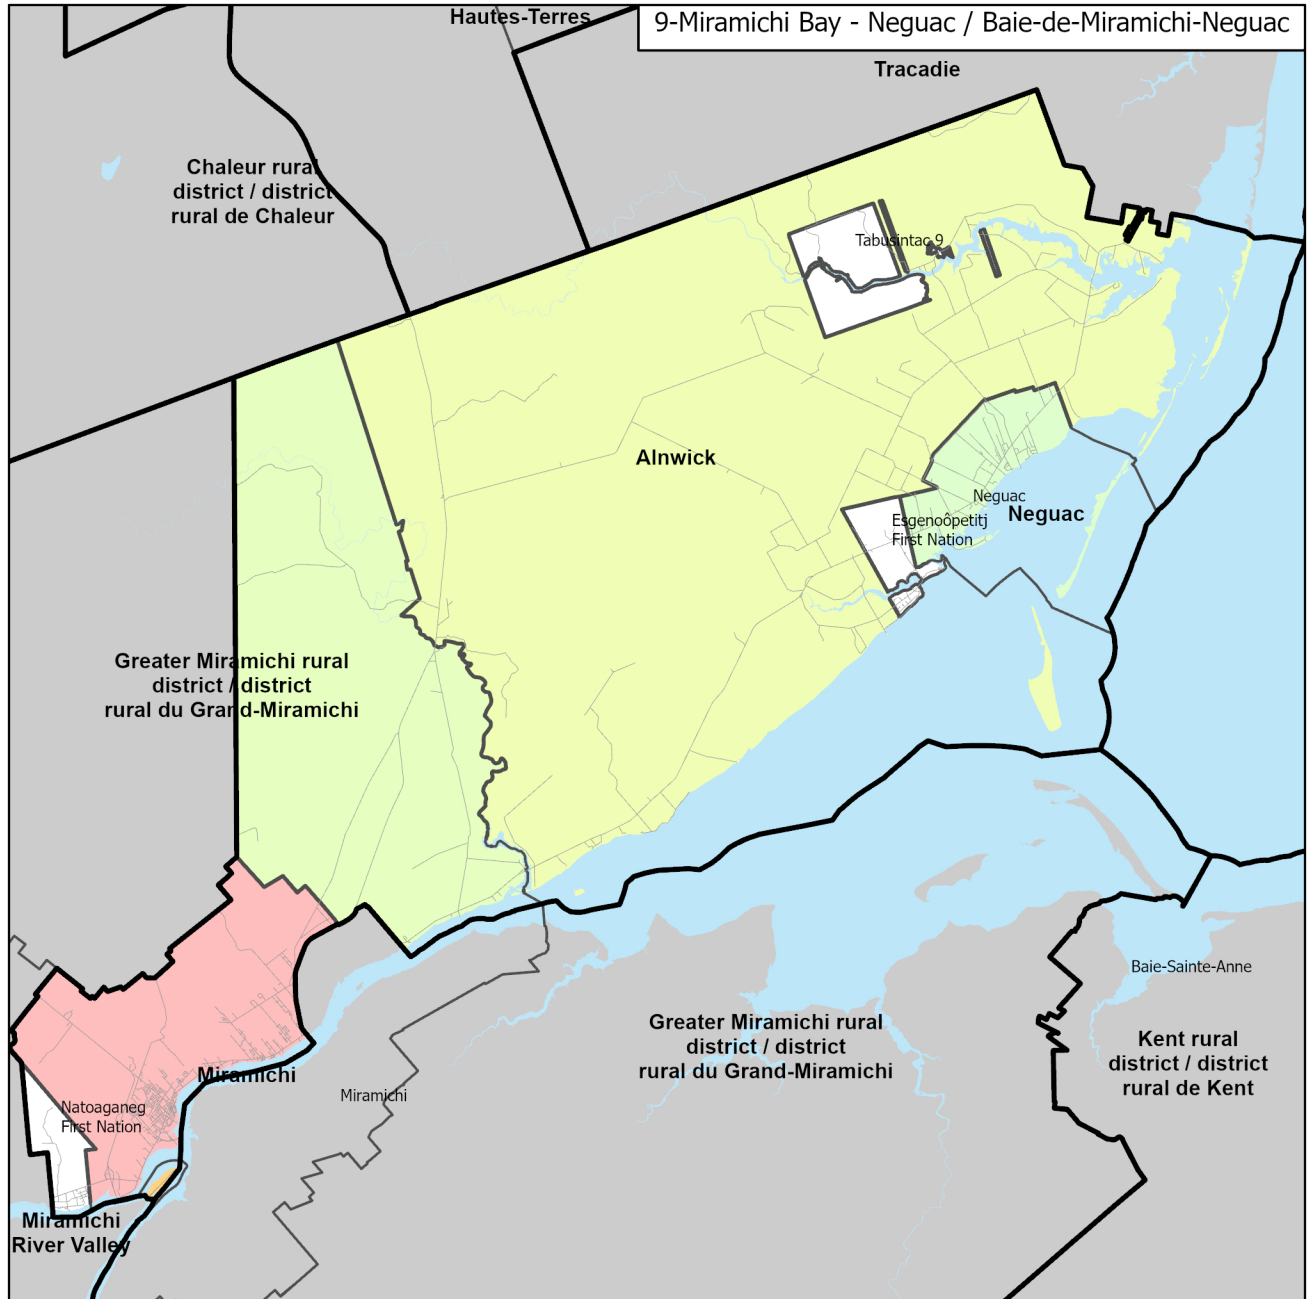 Hautes-Terres
9-Miramichi Bay - Neguac / Baie-de-Miramichi-Neguac
Tracadie
Chaleur rural
district / district
rural de Chaleur
Tabusintac 9
Alnwick
Neguac
Neguac
Esgenoôpetitj
First Nation
Greater Miramichi rural
district / district
rural du Grand-Miramichi
Baie-Sainte-Anne
Greater Miramichi rural
district / district
rural du Grand-Miramichi
Kent rural
district / district
rural de Kent
Miramichi
Miramichi
Natoaganeg
First Nation
Miramichi
River Valley